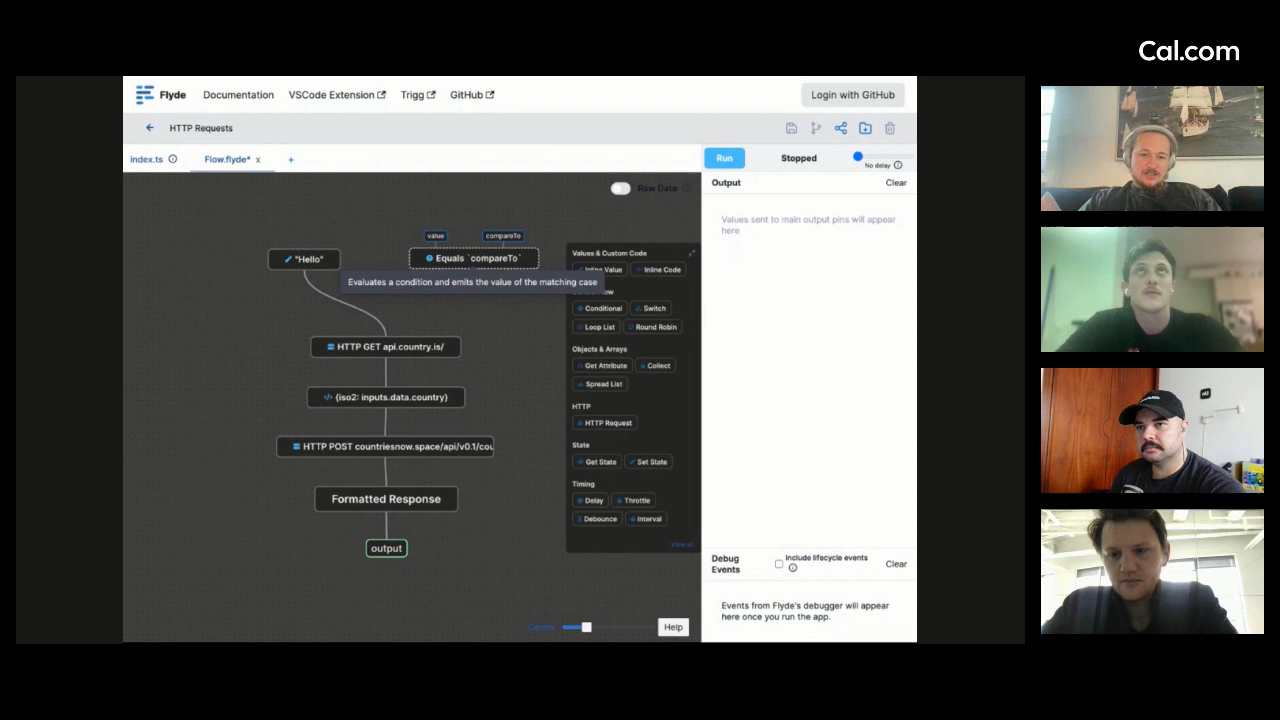 Cal.com
Flyde Documentation VSCode Extension Trigg GitHub Login with GitHub
HTTP Requests
index.ts Flow.flyde* x + Run Stopped No delay
Raw Data
Output Clear
Values sent to main output pins will appear
here
value compareTo
"Hello" Equals `compareTo`
Evaluates a condition and emits the value of the matching case
Values & Custom Code
Inline Value Inline Code
Conditional Switch
Loop List Round Robin
Objects & Arrays
Get Attribute Collect
Spread List
HTTP
HTTP Request
State
Get State Set State
Timing
Delay Throttle
Debounce Interval
View all
HTTP GET api.country.is/
{iso2: inputs.data.country}
HTTP POST countriesnow.space/api/v0.1/cou
Formatted Response
output
Center Help
Debug
Events
Include lifecycle events
Clear
Events from Flyde's debugger will appear
here once you run the app.